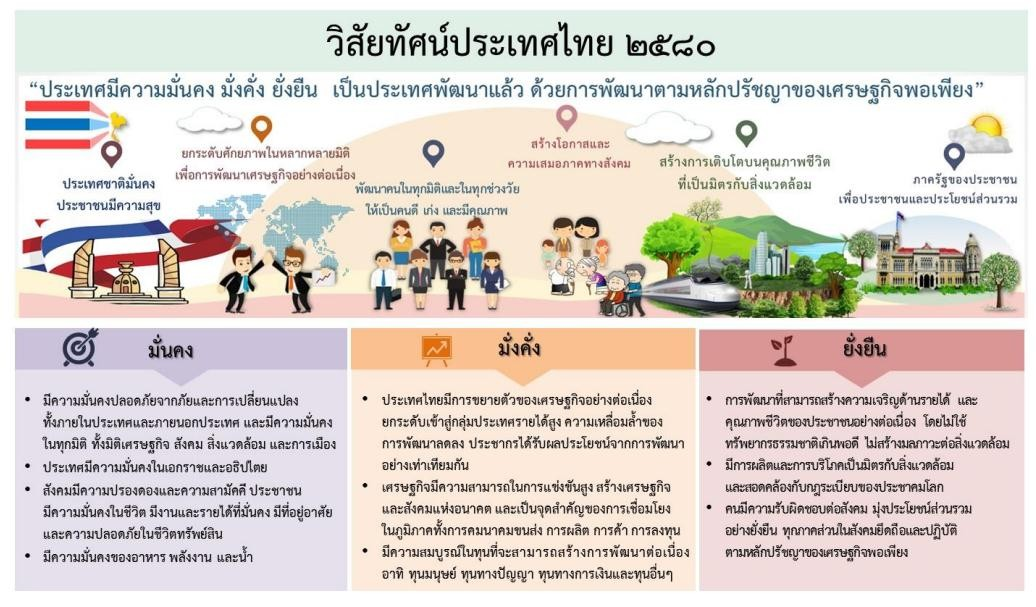 วิสัยทัศน์ประเทศไทย ๒๕๘๐
“ประเทศมีความมั่นคง มั่งคั่ง ยั่งยืน เป็นประเทศพัฒนาแล้ว ด้วยการพัฒนาตามหลักปรัชญาของเศรษฐกิจพอเพียง”
ประเทศชาติมั่นคง
ประชาชนมีความสุข
ยกระดับศักยภาพในหลากหลายมิติ
เพื่อการพัฒนาเศรษฐกิจอย่างต่อเนื่อง
พัฒนาคนในทุกมิติและในทุกช่วงวัย
ให้เป็นคนดี เก่ง และมีคุณภาพ
สร้างโอกาสและ
ความเสมอภาคทางสังคม
สร้างการเติบโตบนคุณภาพชีวิต
ที่เป็นมิตรกับสิ่งแวดล้อม
ภาครัฐของประชาชน
เพื่อประชาชนและประโยชน์ส่วนรวม
มั่นคง
• มีความมั่นคงปลอดภัยจากภัยและการเปลี่ยนแปลง
ทั้งภายในประเทศและภายนอกประเทศ และมีความมั่นคง
ในทุกมิติ ทั้งมิติเศรษฐกิจ สังคม สิ่งแวดล้อม และการเมือง
• ประเทศมีความมั่นคงในเอกราชและอธิปไตย
• สังคมมีความปรองดองและความสามัคคี ประชาชน
มีความมั่นคงในชีวิต มีงานและรายได้ที่มั่นคง มีที่อยู่อาศัย
และความปลอดภัยในชีวิตทรัพย์สิน
• มีความมั่นคงของอาหาร พลังงาน และน้ำ
มั่งคั่ง
• ประเทศไทยมีการขยายตัวของเศรษฐกิจอย่างต่อเนื่อง
ยกระดับเข้าสู่กลุ่มประเทศรายได้สูง ความเหลื่อมล้ำของ
การพัฒนาลดลง ประชากรได้รับผลประโยชน์จากการพัฒนา
อย่างเท่าเทียมกัน
• เศรษฐกิจมีความสามารถในการแข่งขันสูง สร้างเศรษฐกิจ
และสังคมแห่งอนาคต และเป็นจุดสำคัญของการเชื่อมโยง
ในภูมิภาคทั้งการคมนาคมขนส่ง การผลิต การค้า การลงทุน
• มีความสมบูรณ์ในทุนที่จะสามารถสร้างการพัฒนาต่อเนื่อง
อาทิ ทุนมนุษย์ ทุนทางปัญญา ทุนทางการเงินและทุนอื่นๆ
ยั่งยืน
• การพัฒนาที่สามารถสร้างความเจริญด้านรายได้ และ
คุณภาพชีวิตของประชาชนอย่างต่อเนื่อง โดยไม่ใช้
ทรัพยากรธรรมชาติเกินพอดี ไม่สร้างมลภาวะต่อสิ่งแวดล้อม
• มีการผลิตและการบริโภคเป็นมิตรกับสิ่งแวดล้อม
และสอดคล้องกับกฎระเบียบของประชาคมโลก
• คนมีความรับผิดชอบต่อสังคม มุ่งประโยชน์ส่วนรวม
อย่างยั่งยืน ทุกภาคส่วนในสังคมยึดถือและปฏิบัติ
ตามหลักปรัชญาของเศรษฐกิจพอเพียง